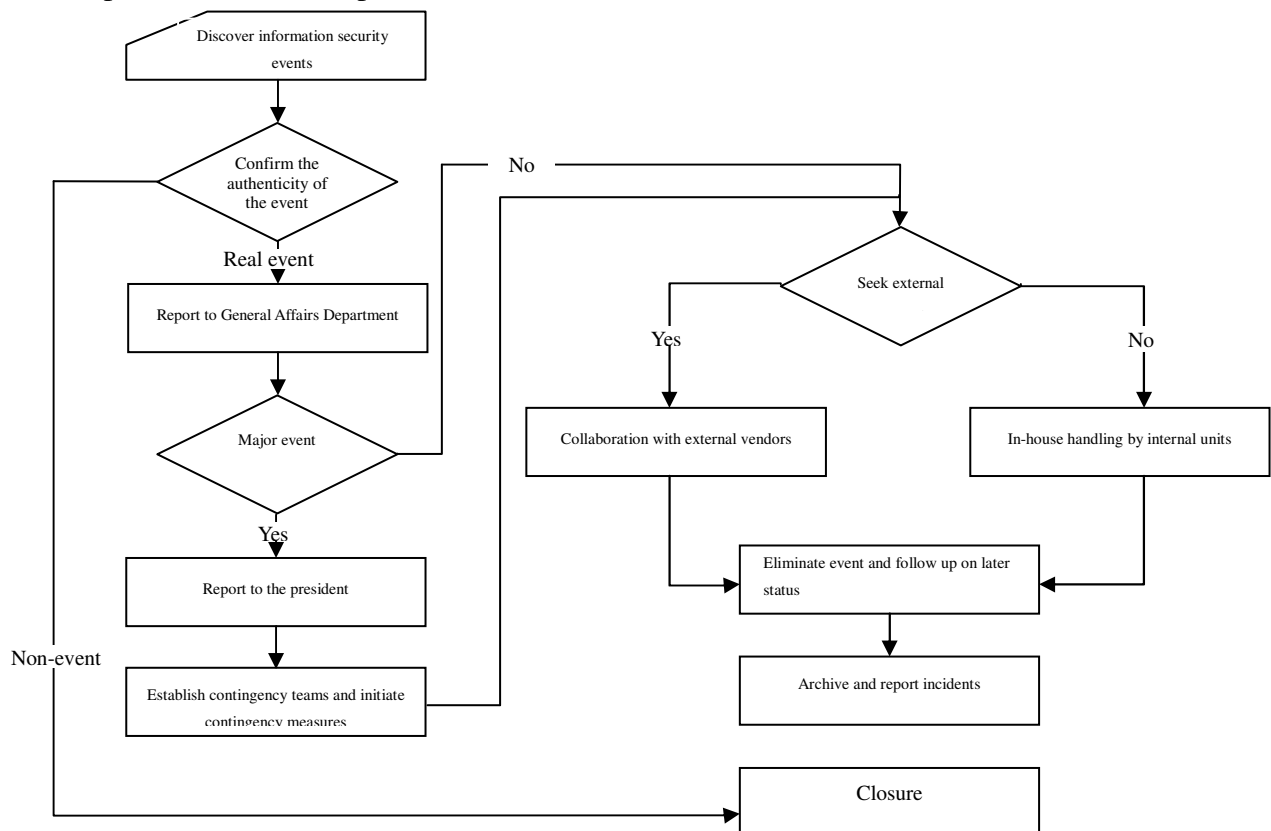 Discover information security
events
Confirm the
authenticity of
the event
Real event
Report to General Affairs Department
Major event
Yes
Report to the president
Establish contingency teams and initiate
contingency measures
Non-event
No
Seek external
Yes
No
Collaboration with external vendors
In-house handling by internal units
Eliminate event and follow up on later
status
Archive and report incidents
Closure